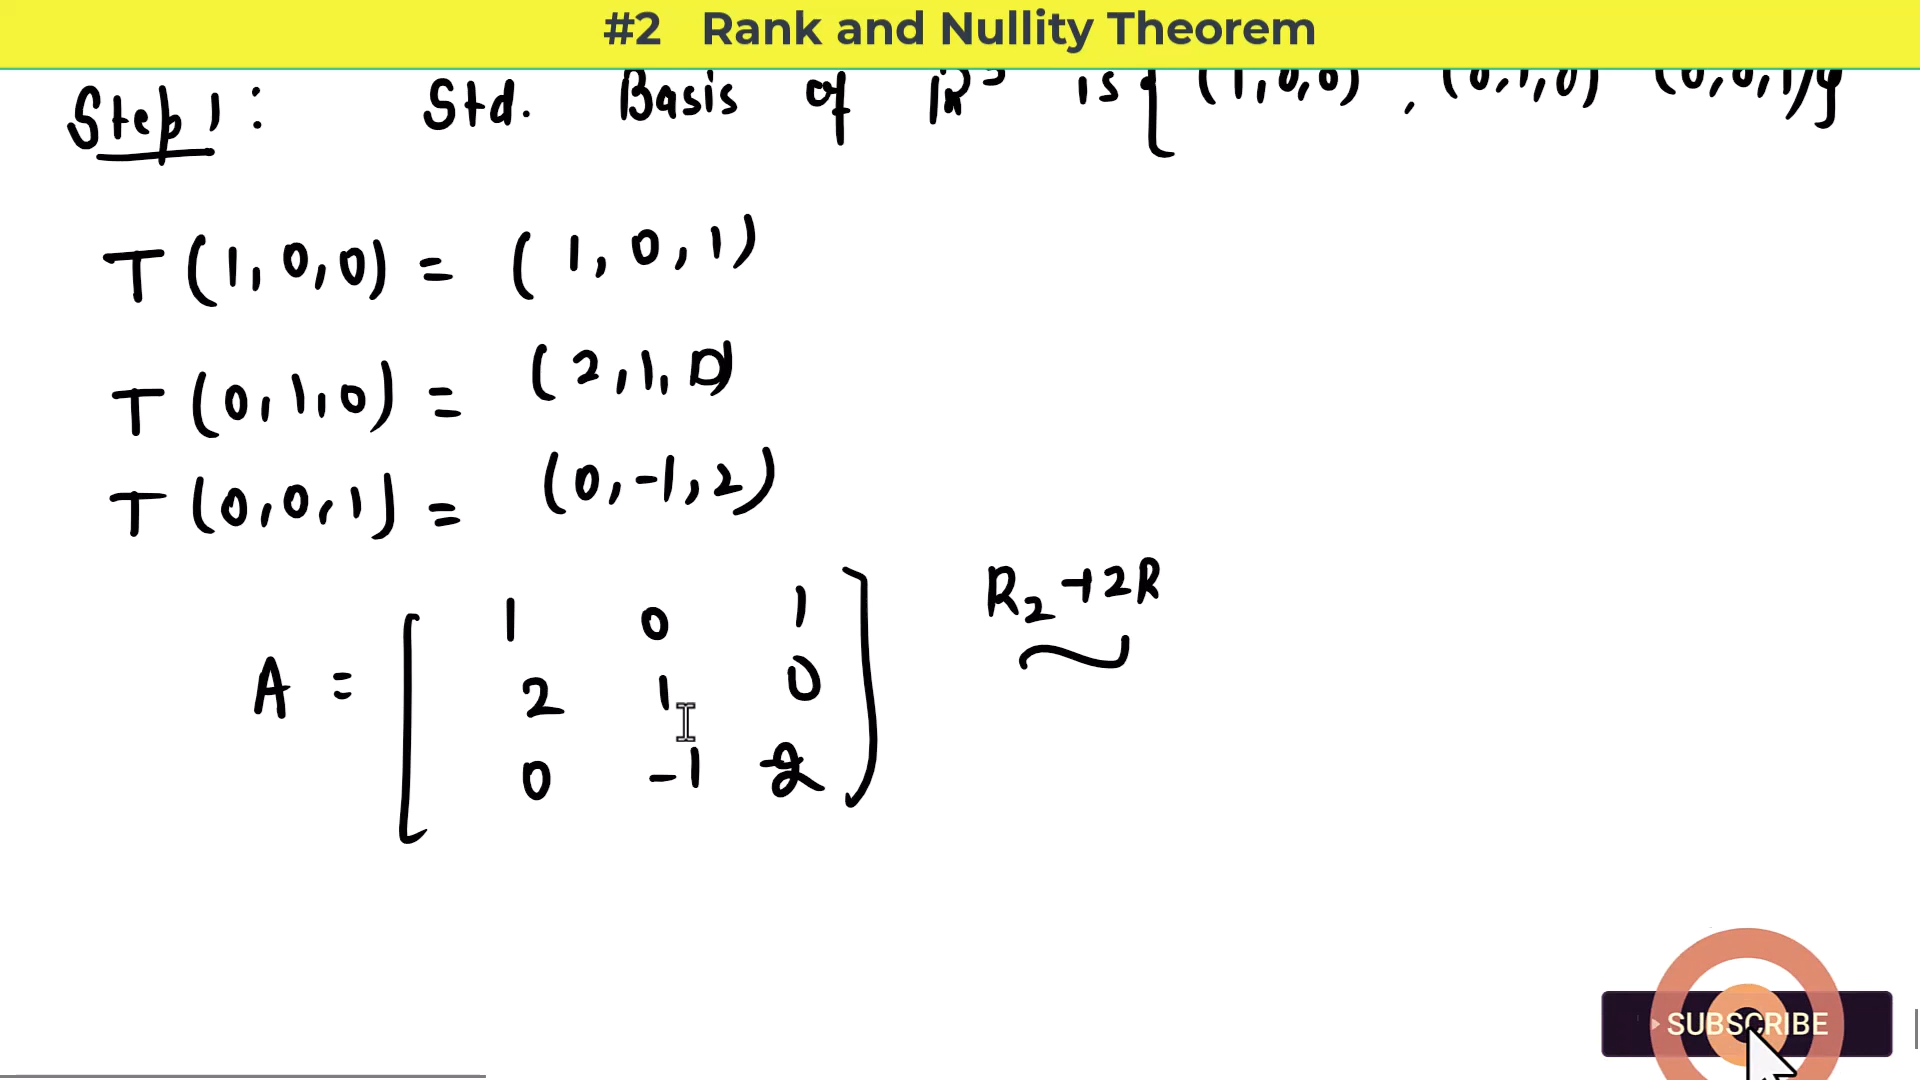 #2 Rank and Nullity Theorem
Step 1 : Std. Basis of R³ is { (1,0,0) , (0,1,0) (0,0,1)}
T (1,0,0) = (1,0,1)
T (0,1,0) = (2,1,0)
T (0,0,1) = (0,-1,2)
R₂ + 2R
1 0 1
A = [ 2 1 0 ]
0 -1 2
SUBSCRIBE